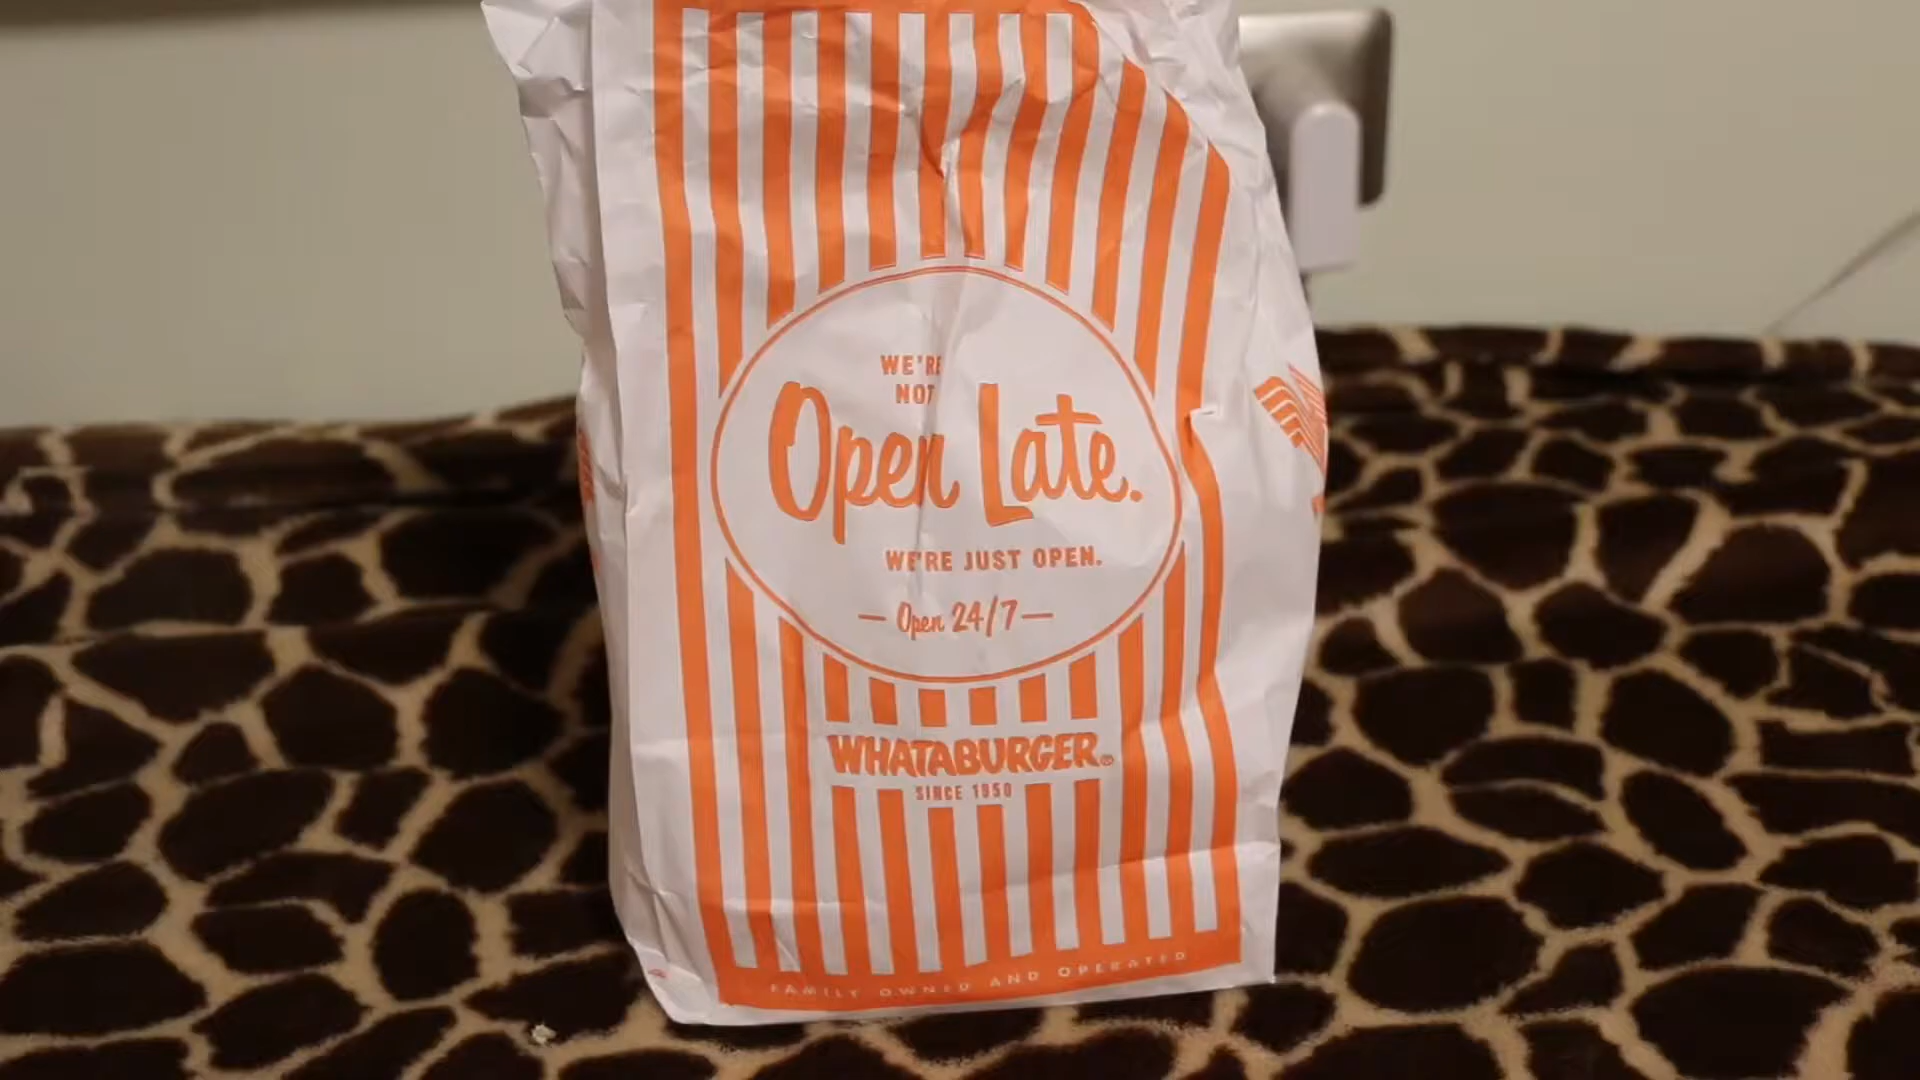 WE'RE
NOT
Open Late.
WE'RE JUST OPEN.
— Open 24/7 —
WHATABURGER®
SINCE 1950
FAMILY OWNED AND OPERATED